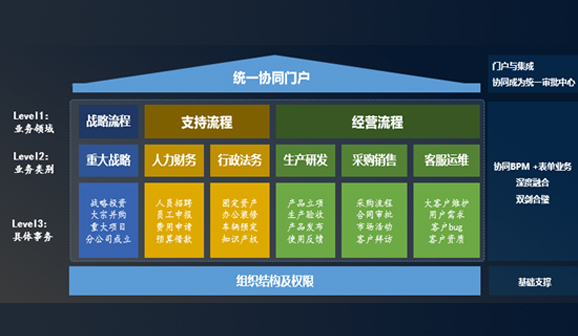 统一协同门户
门户与集成
协同成为统一审批中心
Level1:
业务领域
战略流程
支持流程
经营流程
Level2:
业务类别
重大战略
人力财务
行政法务
生产研发
采购销售
客服运维
协同BPM +表单业务
深度融合
双剑合璧
Level3:
具体事务
战略投资
大宗并购
重大项目
分公司成立
人员招聘
员工申报
费用申请
预算借款
固定资产
办公装修
车辆预定
知识产权
产品立项
生产验收
产品发布
使用反馈
采购流程
合同审批
市场活动
客户拜访
大客户维护
用户需求
客户bug
客户资质
组织结构及权限
基础支撑